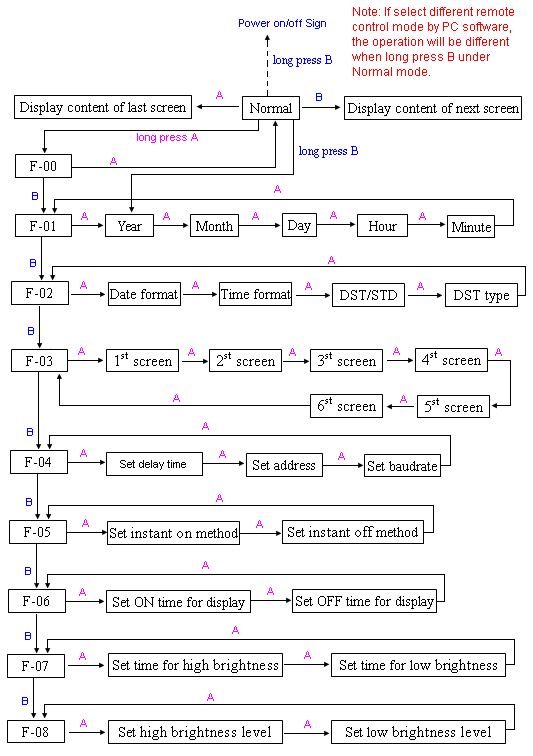 Power on/off Sign
Note: If select different remote
control mode by PC software,
the operation will be different
when long press B under
Normal mode.
long press B
A
B
Display content of last screen
Normal
Display content of next screen
long press A
long press B
F-00
A
B
A
F-01
A
Year
A
Month
A
Day
A
Hour
A
Minute
B
A
F-02
A
Date format
A
Time format
A
DST/STD
A
DST type
B
F-03
A
1st screen
A
2st screen
A
3st screen
A
4st screen
A
A
6st screen
A
5st screen
B
A
F-04
A
Set delay time
A
Set address
A
Set baudrate
B
A
F-05
A
Set instant on method
A
Set instant off method
B
A
F-06
A
Set ON time for display
A
Set OFF time for display
B
A
F-07
A
Set time for high brightness
A
Set time for low brightness
B
A
F-08
A
Set high brightness level
A
Set low brightness level